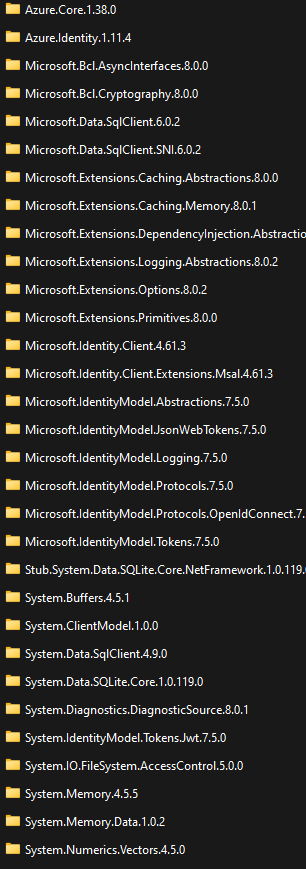 Azure.Core.1.38.0
Azure.Identity.1.11.4
Microsoft.Bcl.AsyncInterfaces.8.0.0
Microsoft.Bcl.Cryptography.8.0.0
Microsoft.Data.SqlClient.6.0.2
Microsoft.Data.SqlClient.SNI.6.0.2
Microsoft.Extensions.Caching.Abstractions.8.0.0
Microsoft.Extensions.Caching.Memory.8.0.1
Microsoft.Extensions.DependencyInjection.Abstractio
Microsoft.Extensions.Logging.Abstractions.8.0.2
Microsoft.Extensions.Options.8.0.2
Microsoft.Extensions.Primitives.8.0.0
Microsoft.Identity.Client.4.61.3
Microsoft.Identity.Client.Extensions.Msal.4.61.3
Microsoft.IdentityModel.Abstractions.7.5.0
Microsoft.IdentityModel.JsonWebTokens.7.5.0
Microsoft.IdentityModel.Logging.7.5.0
Microsoft.IdentityModel.Protocols.7.5.0
Microsoft.IdentityModel.Protocols.OpenIdConnect.7.
Microsoft.IdentityModel.Tokens.7.5.0
Stub.System.Data.SQLite.Core.NetFramework.1.0.119.
System.Buffers.4.5.1
System.ClientModel.1.0.0
System.Data.SqlClient.4.9.0
System.Data.SQLite.Core.1.0.119.0
System.Diagnostics.DiagnosticSource.8.0.1
System.IdentityModel.Tokens.Jwt.7.5.0
System.IO.FileSystem.AccessControl.5.0.0
System.Memory.4.5.5
System.Memory.Data.1.0.2
System.Numerics.Vectors.4.5.0